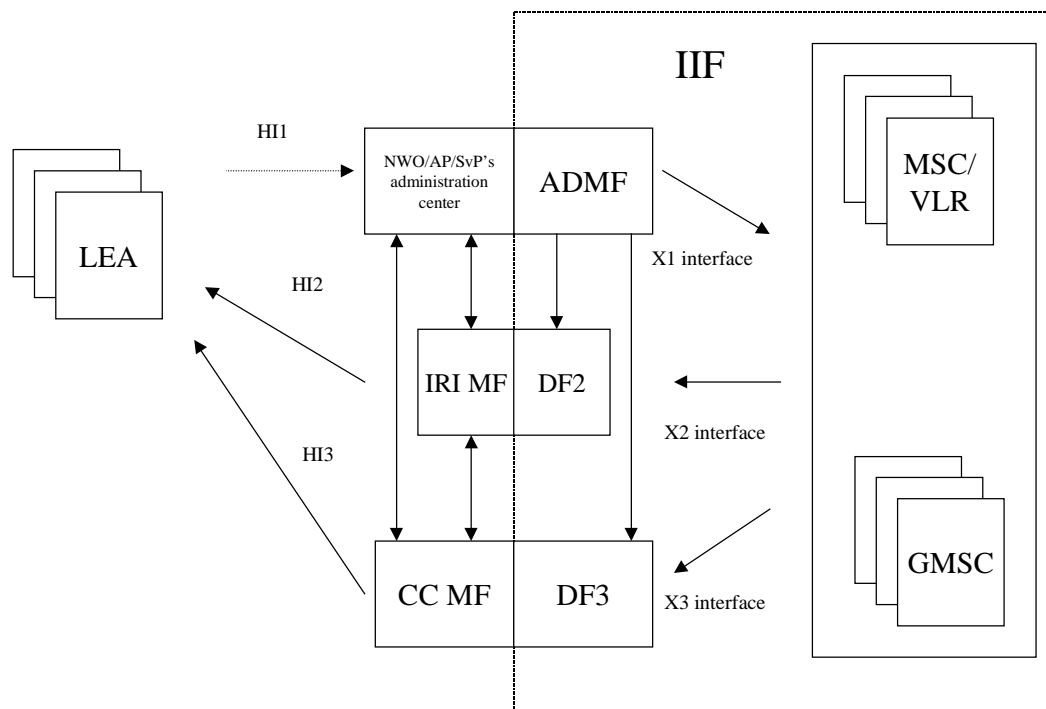 IIF
HI1
NWO/AP/SvP's
administration
center
ADMF
MSC/
VLR
LEA
X1 interface
HI2
IRI MF
DF2
X2 interface
HI3
GMSC
CC MF
DF3
X3 interface